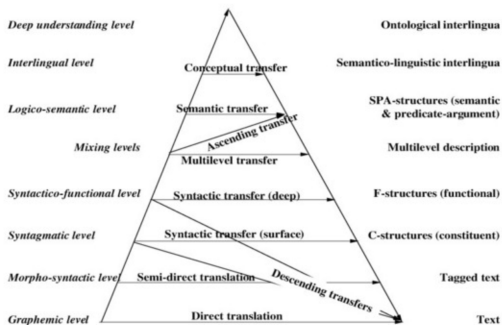 Deep understanding level
Ontological interlingua
Interlingual level
Conceptual transfer
Semantico-linguistic interlingua
Logico-semantic level
Semantic transfer
SPA-structures (semantic
& predicate-argument)
Ascending transfer
Mixing levels
Multilevel transfer
Multilevel description
Syntactico-functional level
Syntactic transfer (deep)
F-structures (functional)
Syntagmatic level
Syntactic transfer (surface)
C-structures (constituent)
Morpho-syntactic level
Semi-direct translation
Descending transfers
Tagged text
Graphemic level
Direct translation
Text